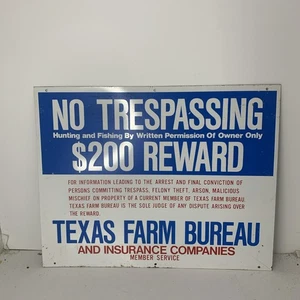 NO TRESPASSING
Hunting and Fishing By Written Permission Of Owner Only
$200 REWARD
FOR INFORMATION LEADING TO THE ARREST AND FINAL CONVICTION OF
PERSONS COMMITTING TRESPASS, FELONY THEFT, ARSON, MALICIOUS
MISCHIEF ON PROPERTY OF A CURRENT MEMBER OF TEXAS FARM BUREAU.
TEXAS FARM BUREAU IS THE SOLE JUDGE OF ANY DISPUTE ARISING OVER
THE REWARD.
TEXAS FARM BUREAU
AND INSURANCE COMPANIES
MEMBER SERVICE